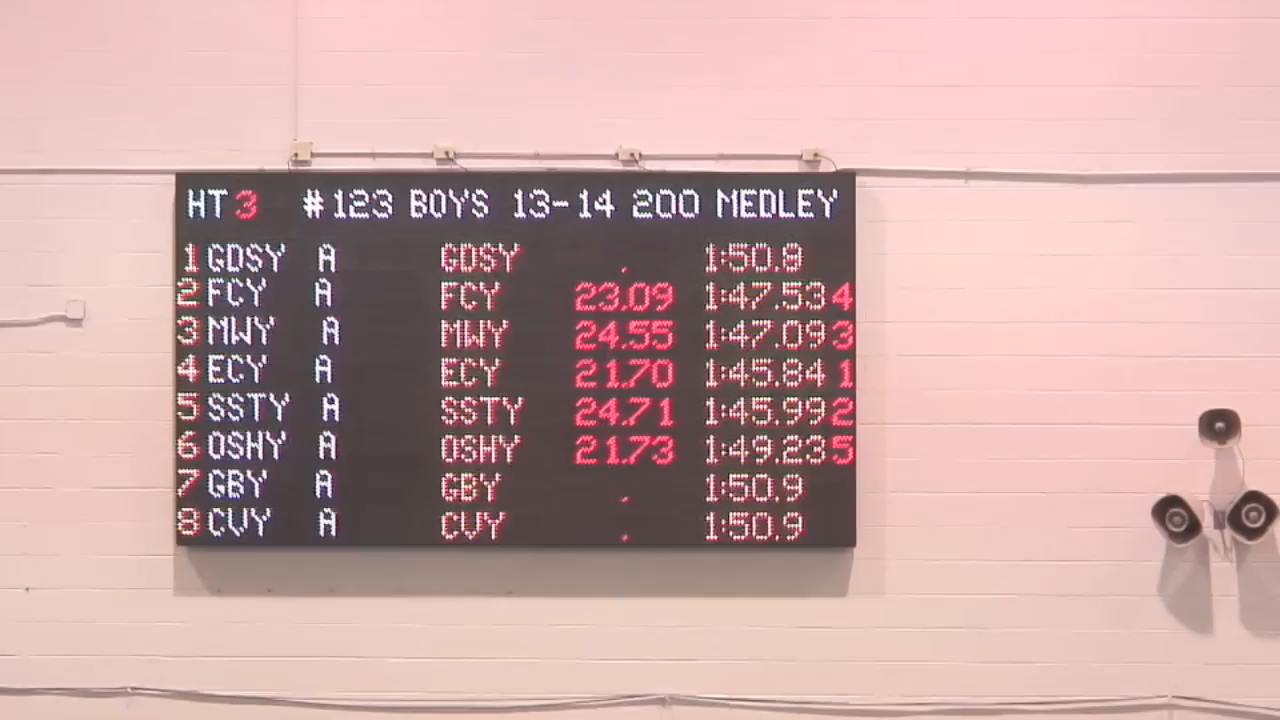 HT 3 #123 BOYS 13-14 200 MEDLEY
1 GDSY A GDSY . 1:50.9
2 FCY A FCY 23.09 1:47.53 4
3 MWY A MWY 24.55 1:47.09 3
4 ECY A ECY 21.70 1:45.84 1
5 SSTY A SSTY 24.71 1:45.99 2
6 OSHY A OSHY 21.73 1:49.23 5
7 GBY A GBY . 1:50.9
8 CVY A CVY . 1:50.9